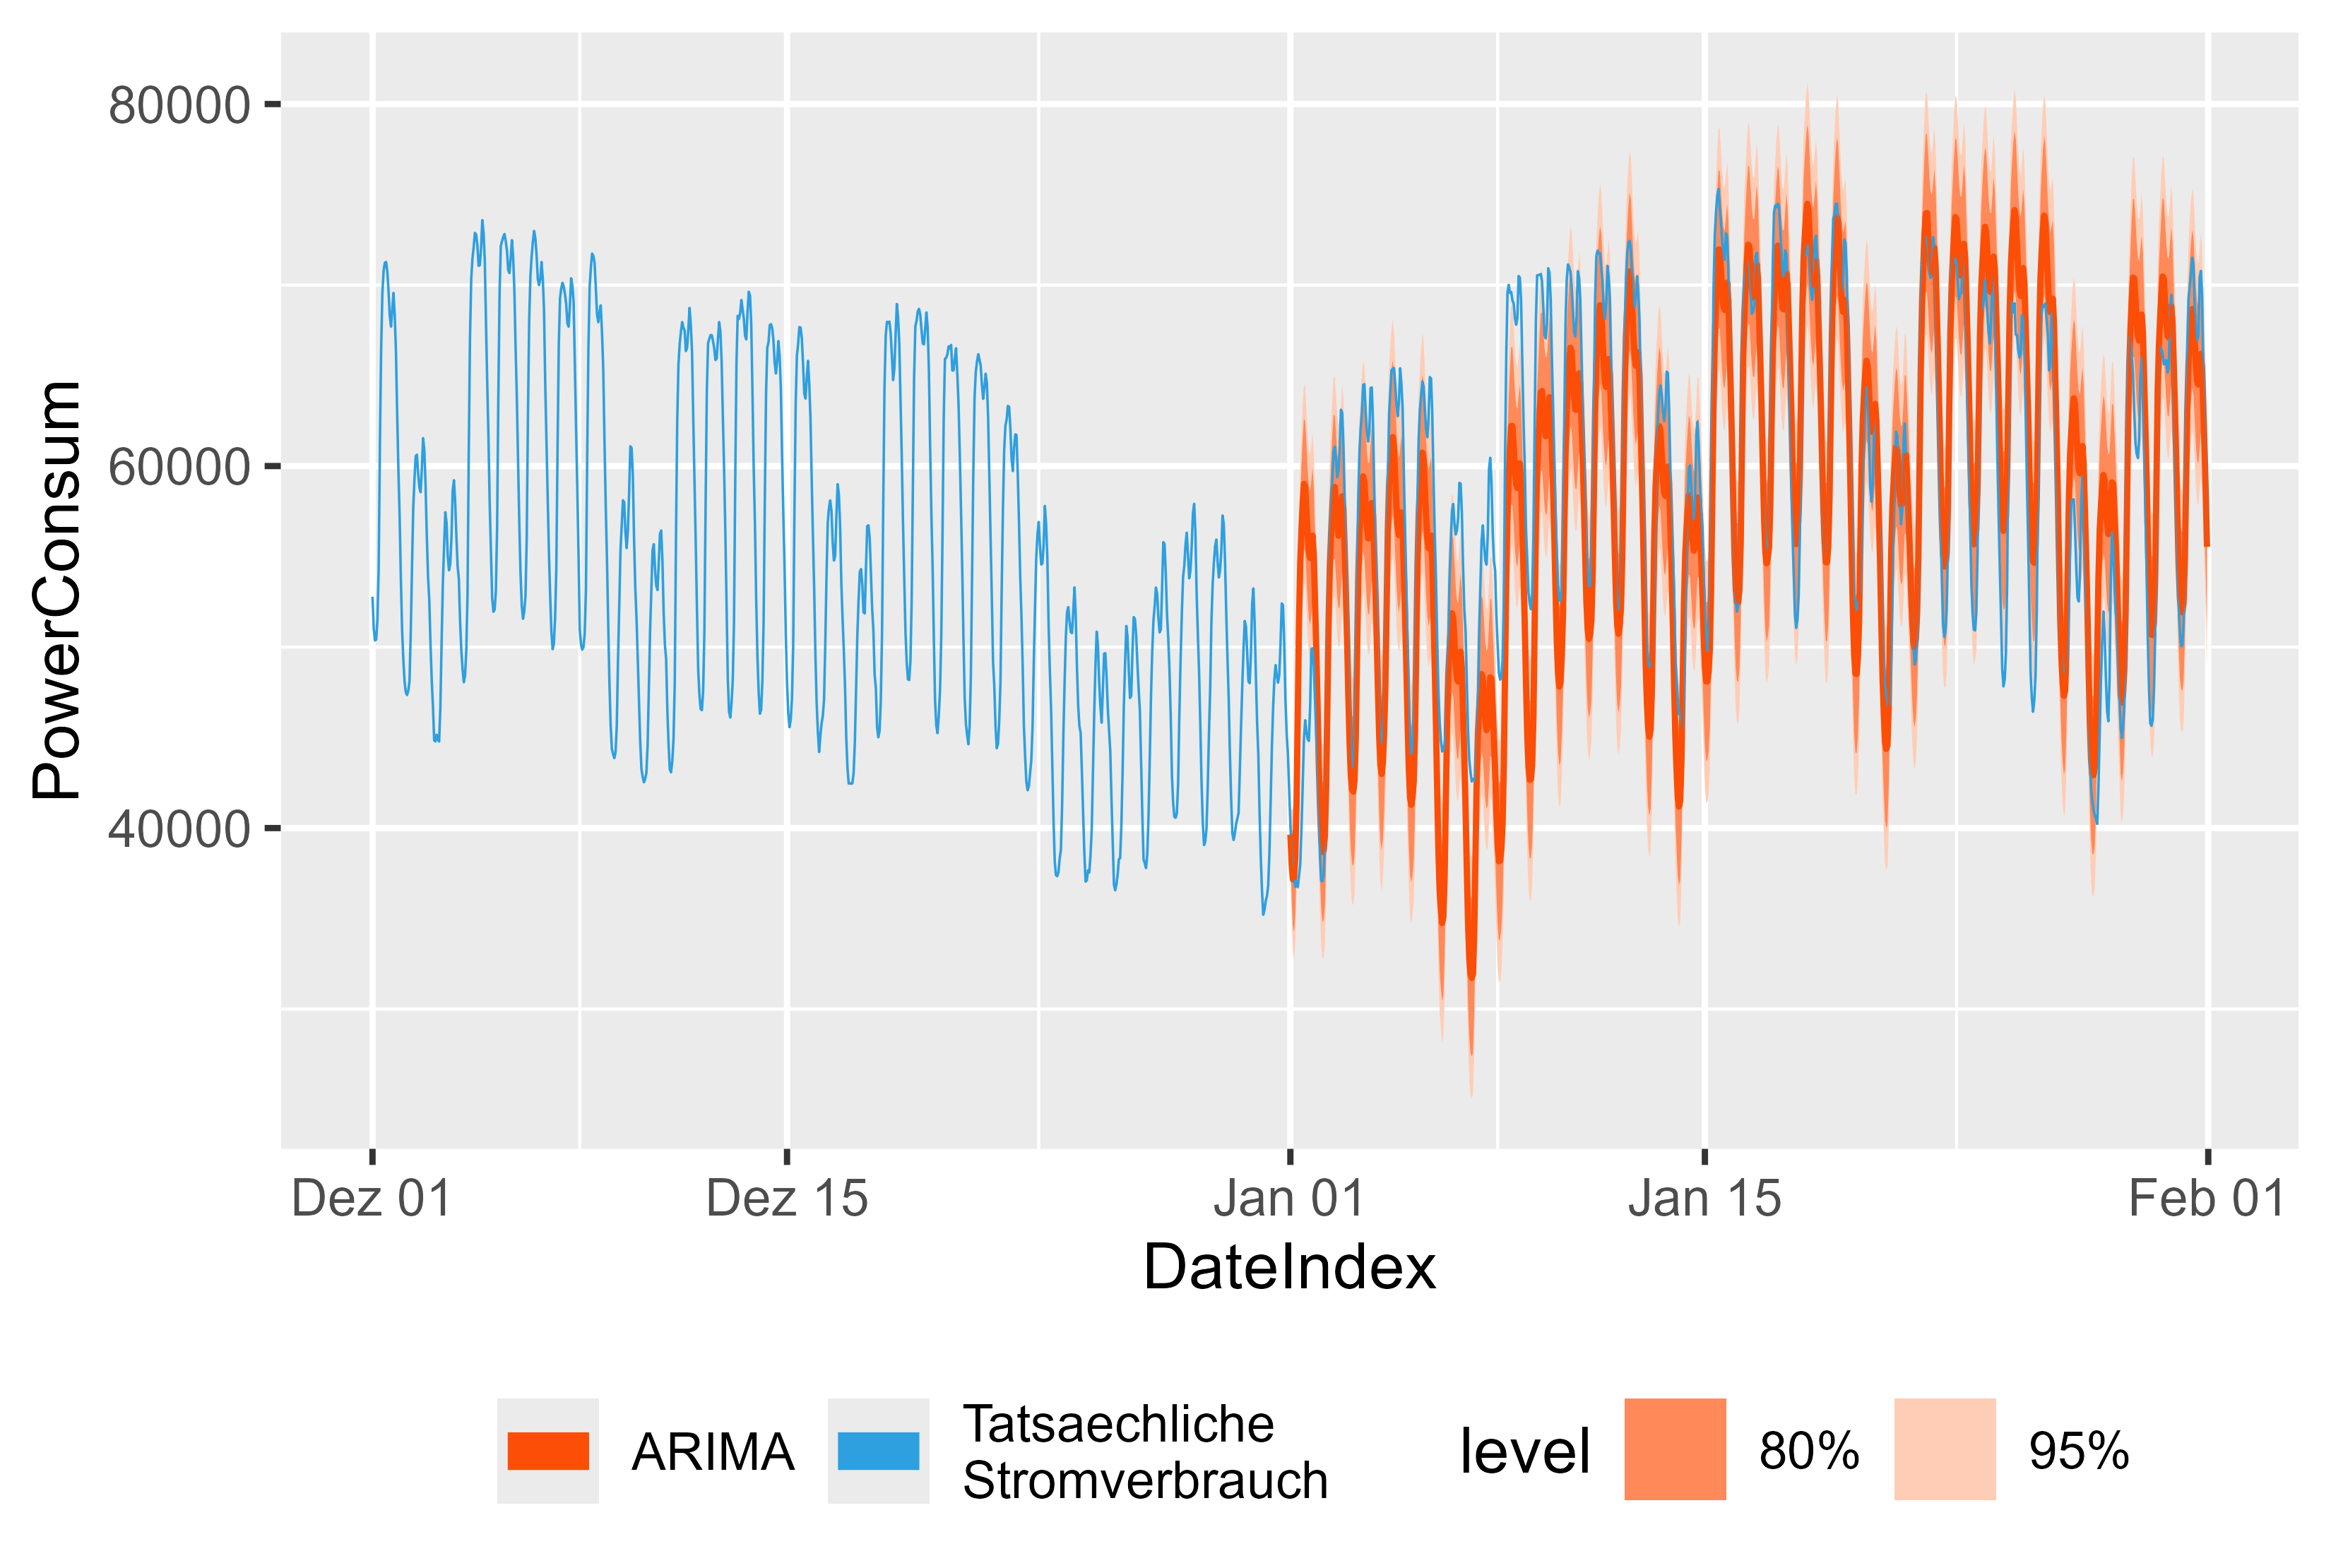 80000
60000
40000
PowerConsum
Dez 01
Dez 15
Jan 01
Jan 15
Feb 01
DateIndex
ARIMA
Tatsaechliche
Stromverbrauch
level
80%
95%